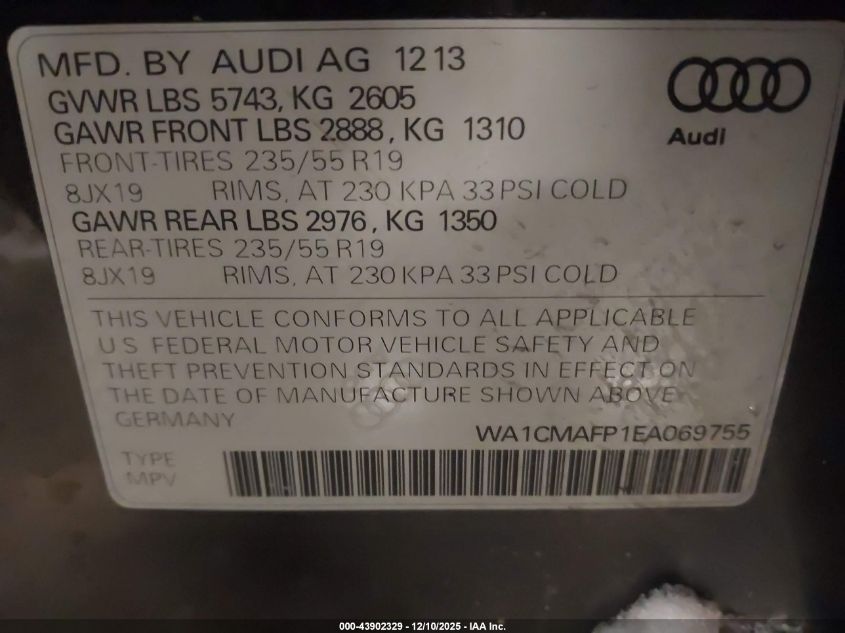 MFD. BY AUDI AG 12 13
GVWR LBS 5743, KG 2605
GAWR FRONT LBS 2888, KG 1310
FRONT-TIRES 235/55 R19
8JX19 RIMS, AT 230 KPA 33 PSI COLD
GAWR REAR LBS 2976, KG 1350
REAR-TIRES 235/55 R19
8JX19 RIMS, AT 230 KPA 33 PSI COLD
Audi
THIS VEHICLE CONFORMS TO ALL APPLICABLE
U S FEDERAL MOTOR VEHICLE SAFETY AND
THEFT PREVENTION STANDARDS IN EFFECT ON
THE DATE OF MANUFACTURE SHOWN ABOVE
GERMANY
WA1CMAFP1EA069755
TYPE
MPV
000-43902329 - 12/10/2025 - IAA Inc.